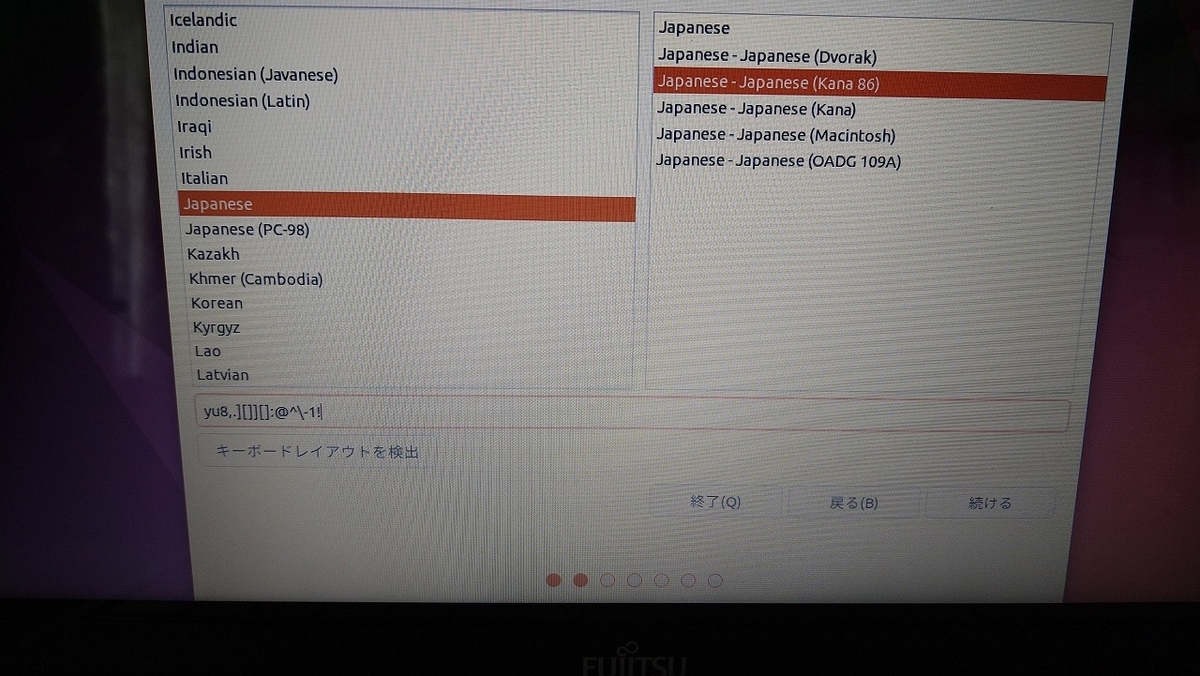 Icelandic
Indian
Indonesian (Javanese)
Indonesian (Latin)
Iraqi
Irish
Italian
Japanese
Japanese (PC-98)
Kazakh
Khmer (Cambodia)
Korean
Kyrgyz
Lao
Latvian
Japanese
Japanese - Japanese (Dvorak)
Japanese - Japanese (Kana 86)
Japanese - Japanese (Kana)
Japanese - Japanese (Macintosh)
Japanese - Japanese (OADG 109A)
yu8,.][]][]:@^\-1!
キーボードレイアウトを検出
終了(Q)
戻る(B)
続ける
FUJITSU